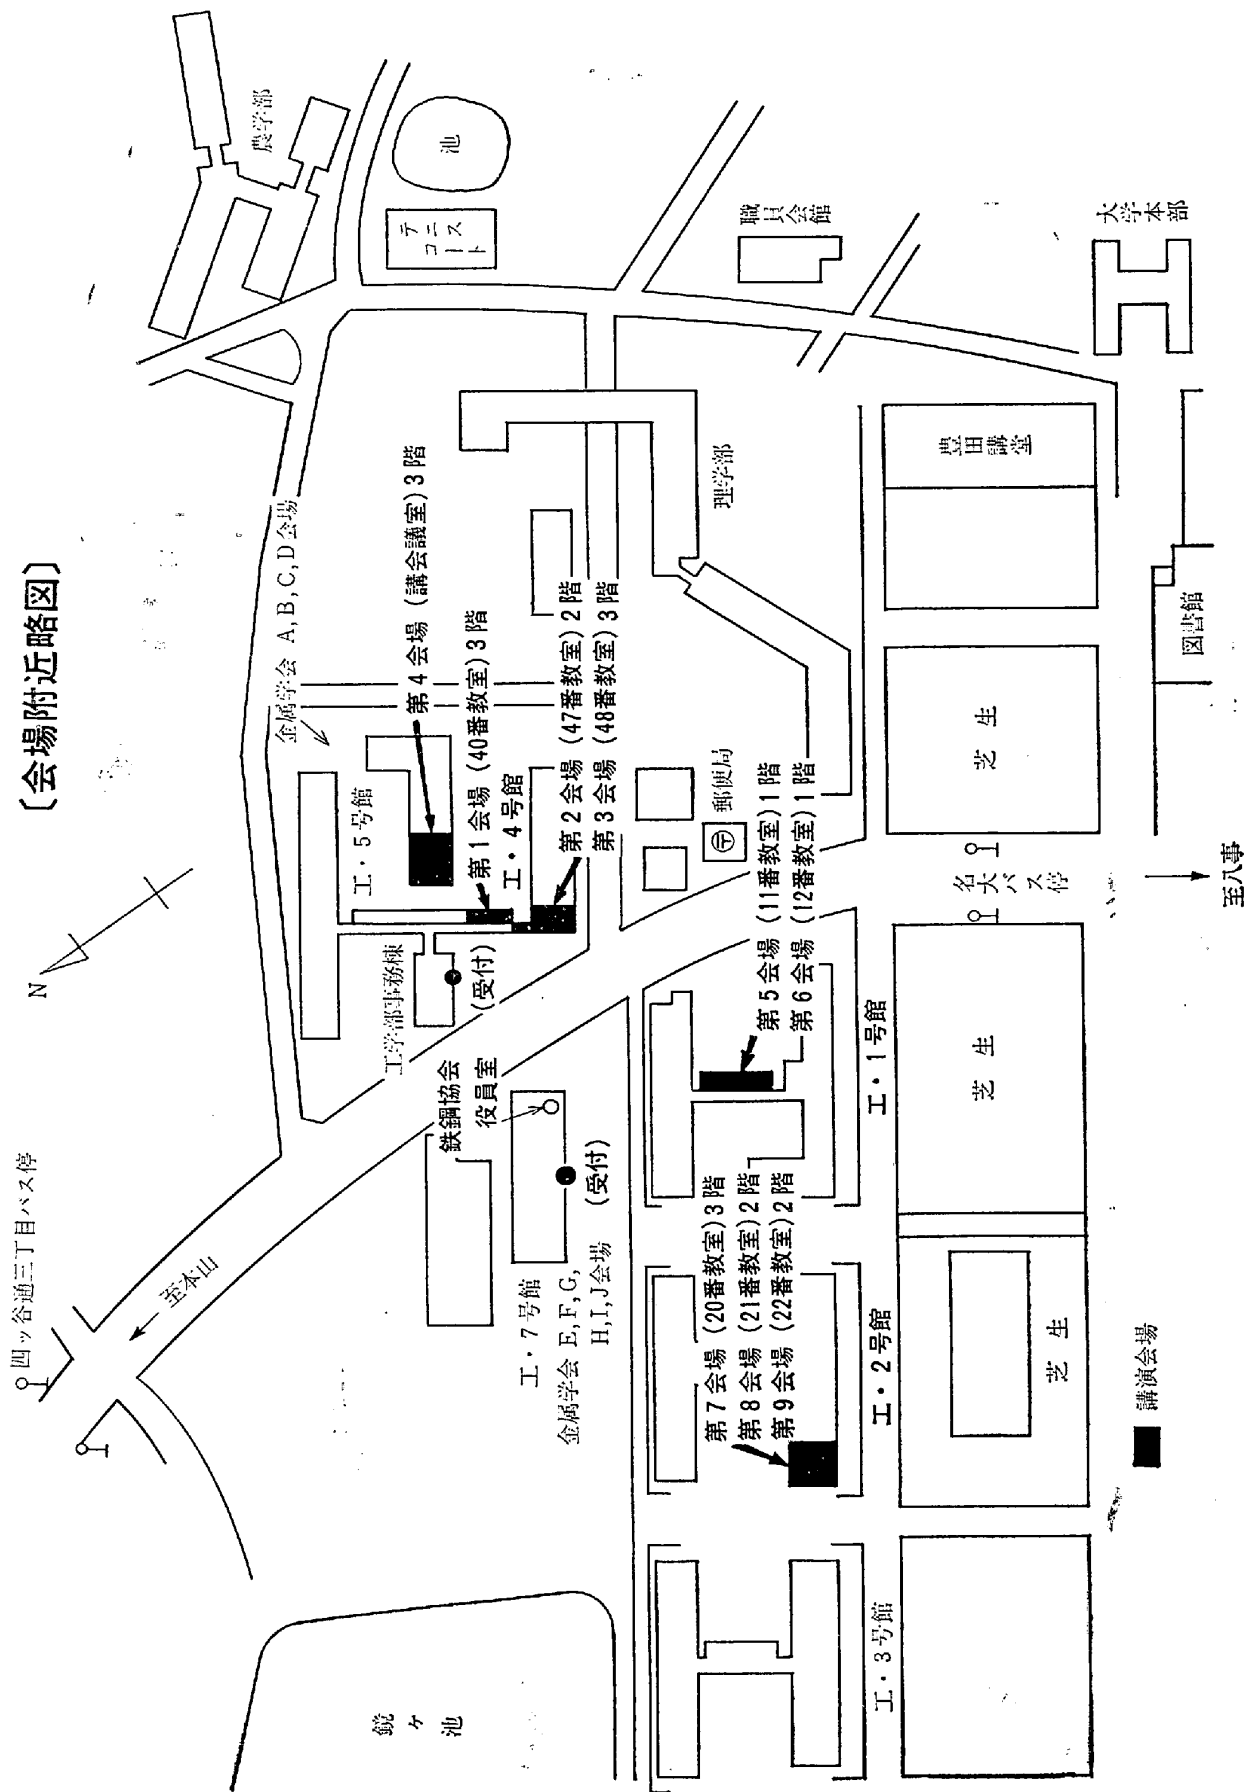 〔会場附近略図〕
N
四ッ谷通三丁目バス停
至本山
農学部
池
テニス
コート
職員会館
大学本部
金属学会 A, B, C, D会場
工・5号館
第4会場 (講会議室) 3階
第1会場 (40番教室) 3階
工・4号館
第2会場 (47番教室) 2階
第3会場 (48番教室) 3階
理学部
豊田講堂
図書館
工学部事務棟
(受付)
鉄鋼協会
役員室
(受付)
工・7号館
金属学会 E, F, G,
H, I, J会場
郵便局
第5会場 (11番教室) 1階
第6会場 (12番教室) 1階
工・1号館
名大バス停
至八事
芝生
芝生
芝生
第7会場 (20番教室) 3階
第8会場 (21番教室) 2階
第9会場 (22番教室) 2階
工・2号館
工・3号館
鏡ヶ池
講演会場